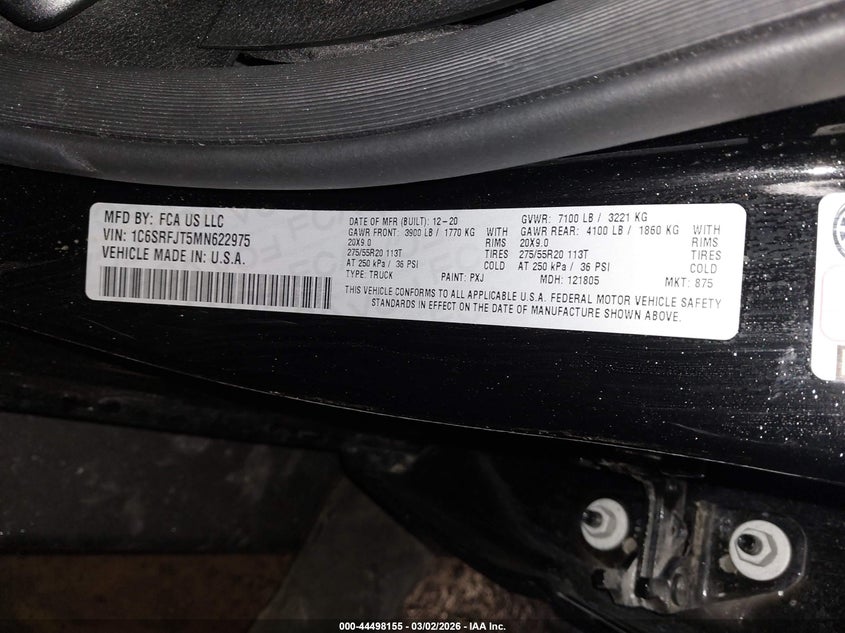 MFD BY: FCA US LLC
VIN: 1C6SRFJT5MN622975
VEHICLE MADE IN: U.S.A.
DATE OF MFR (BUILT): 12-20 GVWR: 7100 LB / 3221 KG
GAWR FRONT: 3900 LB / 1770 KG WITH GAWR REAR: 4100 LB / 1860 KG WITH
20X9.0 RIMS 20X9.0 RIMS
275/55R20 113T TIRES 275/55R20 113T TIRES
AT 250 kPa / 36 PSI COLD AT 250 kPa / 36 PSI COLD
TYPE: TRUCK PAINT: PXJ MDH: 121805 MKT: 875
THIS VEHICLE CONFORMS TO ALL APPLICABLE U.S.A. FEDERAL MOTOR VEHICLE SAFETY
STANDARDS IN EFFECT ON THE DATE OF MANUFACTURE SHOWN ABOVE.
000-44498155 - 03/02/2026 - IAA Inc.